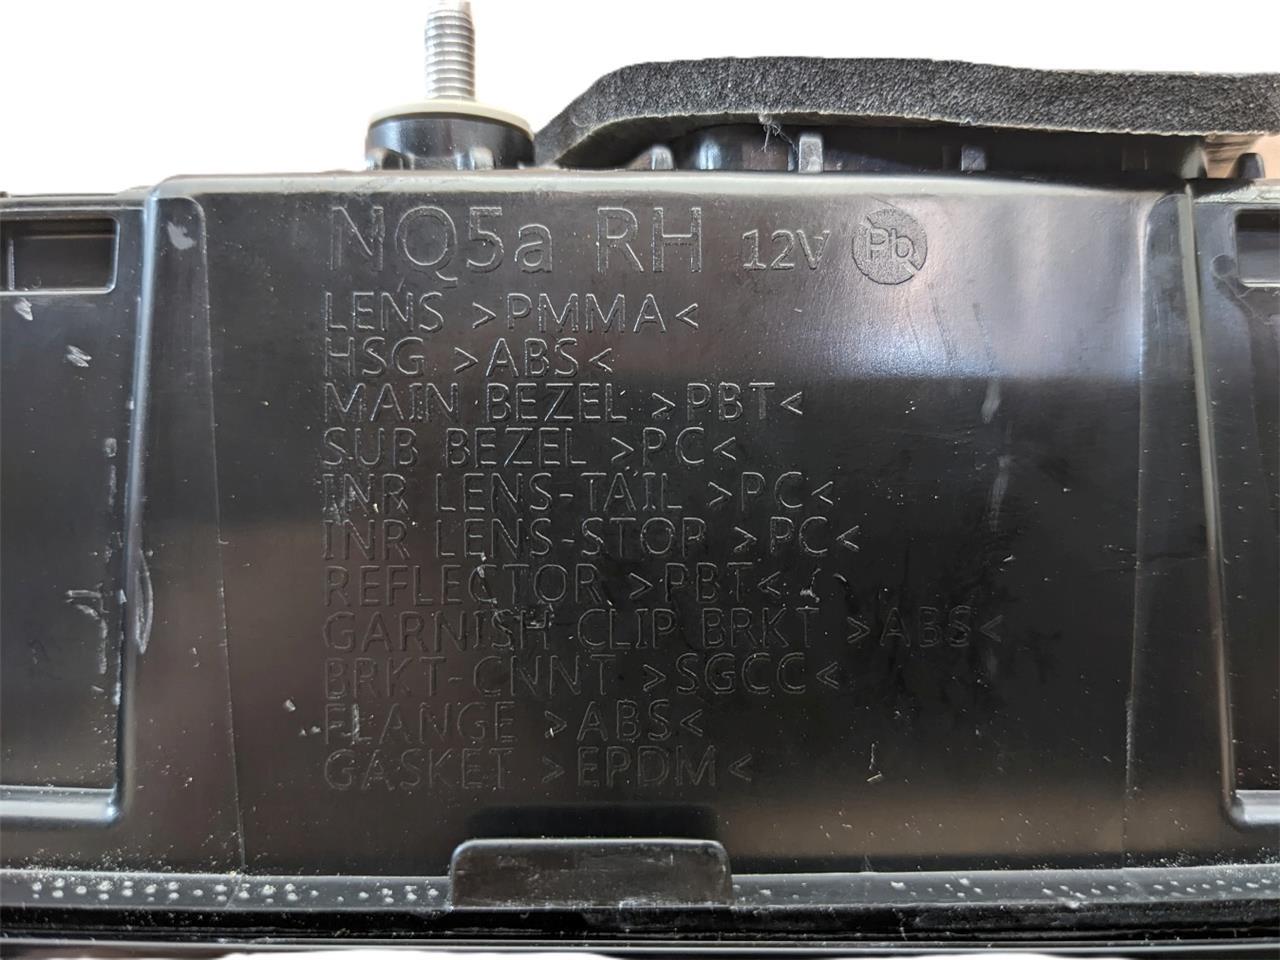 NQ5a RH 12V Pb
LENS >PMMA<
HSG >ABS<
MAIN BEZEL >PBT<
SUB BEZEL >PC<
INR LENS-TAIL >PC<
INR LENS-STOP >PC<
REFLECTOR >PBT<
GARNISH CLIP BRKT >ABS<
BRKT-CNNT >SGCC<
FLANGE >ABS<
GASKET >EPDM<